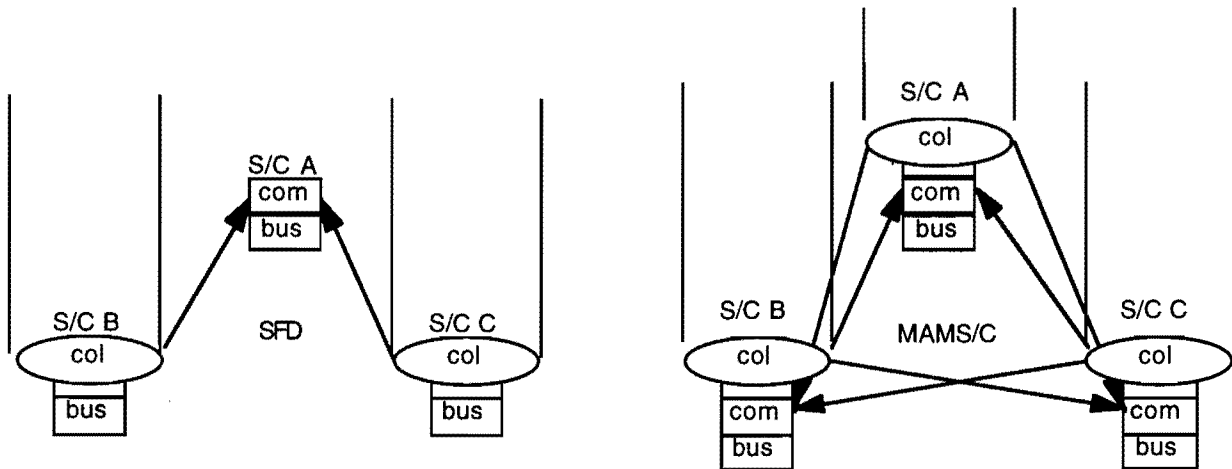 S/C A
com
bus
S/C B
col
bus
SFD
S/C C
col
bus
S/C A
col
com
bus
S/C B
col
com
bus
MAMS/C
S/C C
col
com
bus